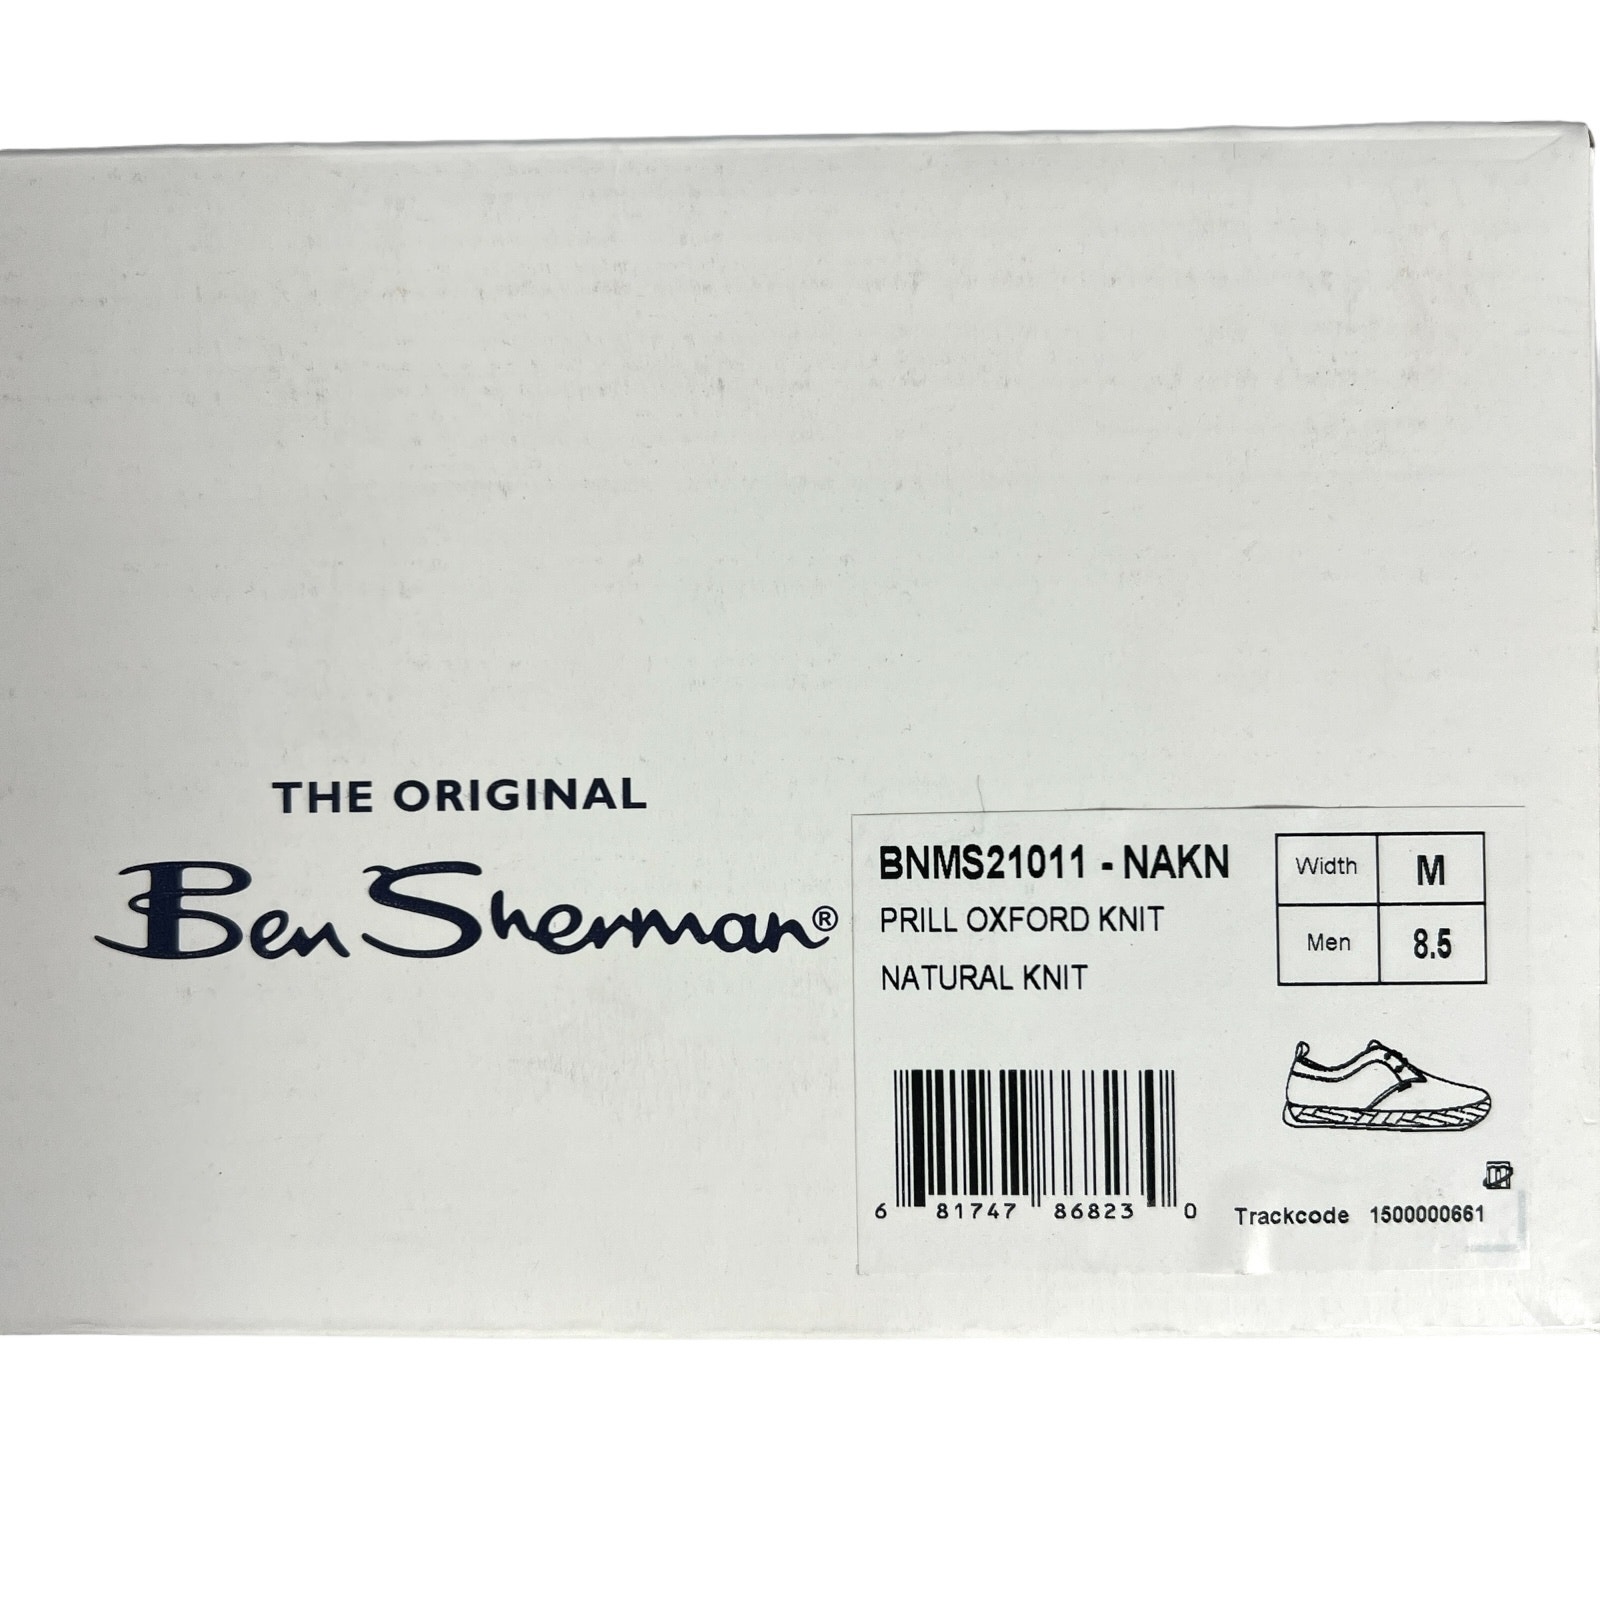 THE ORIGINAL
Ben Sherman®
BNMS21011 - NAKN
PRILL OXFORD KNIT
NATURAL KNIT
Width M
Men 8.5
6 81747 86823 0
Trackcode 1500000661